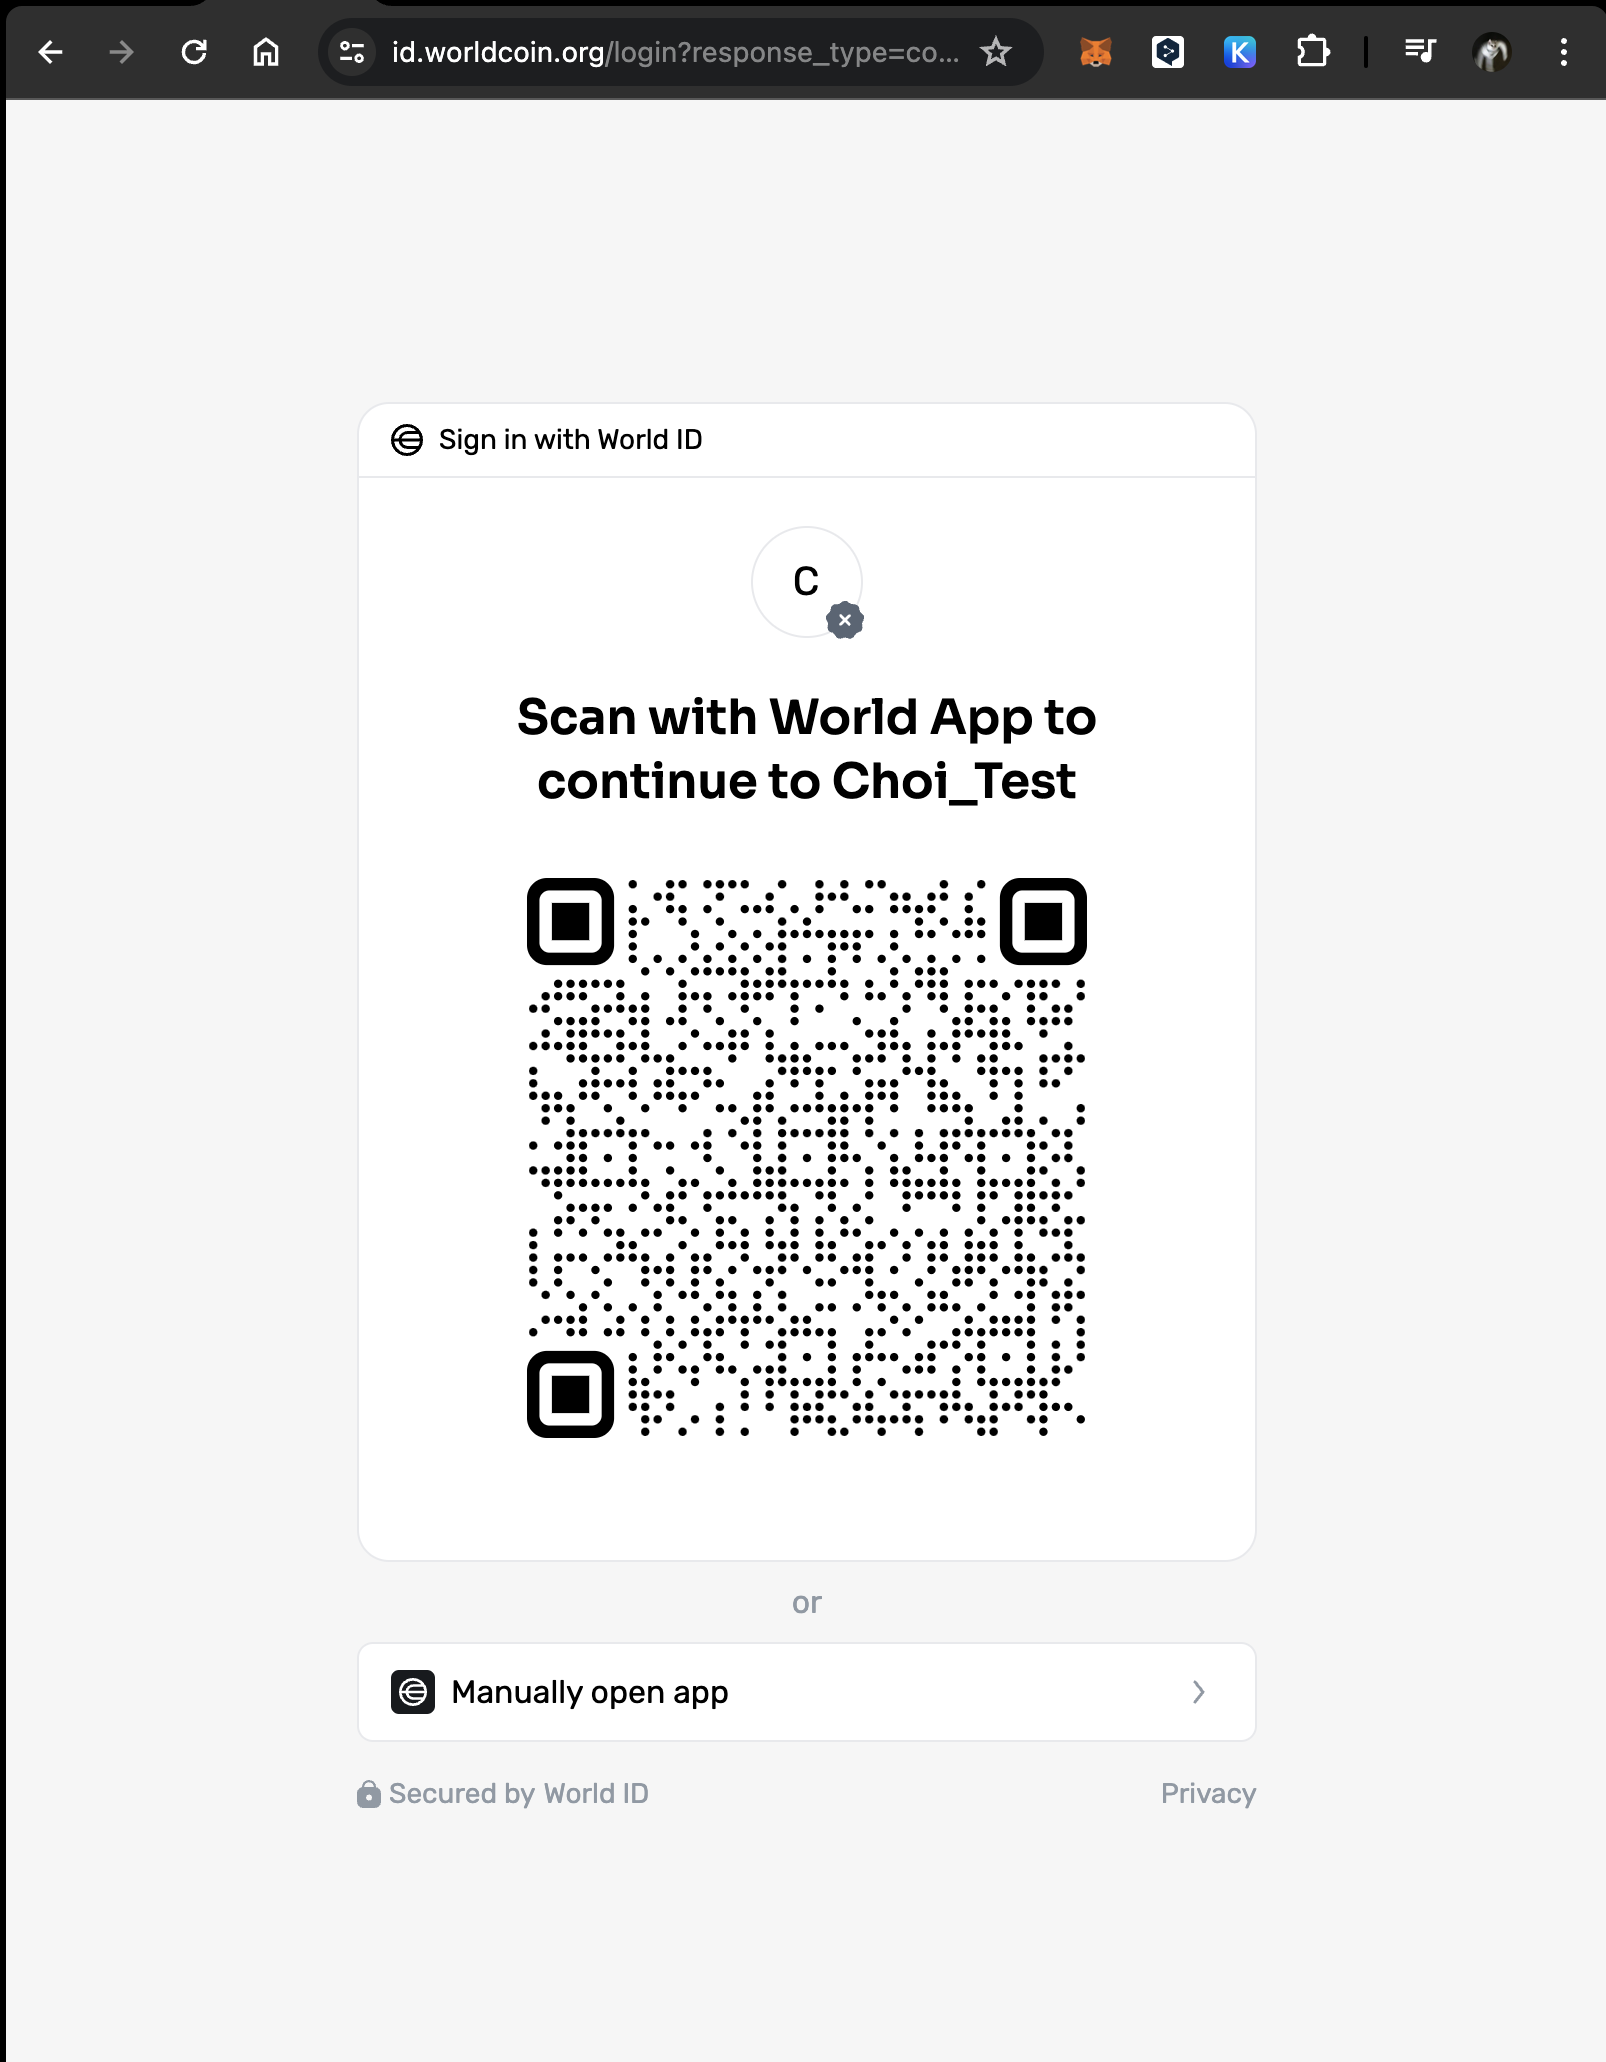 id.worldcoin.org/login?response_type=co...
K
Sign in with World ID
C
Scan with World App to
continue to Choi_Test
or
Manually open app
Secured by World ID
Privacy